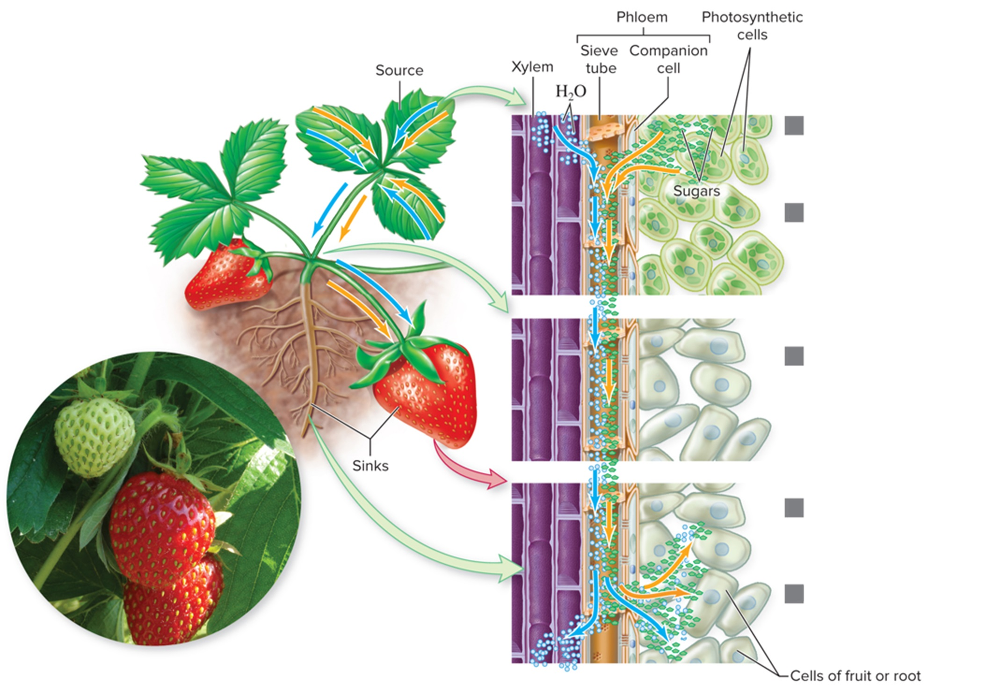 Phloem
Photosynthetic
cells
Sieve
tube
Companion
cell
Xylem
Source
H₂O
Sugars
Sinks
Cells of fruit or root